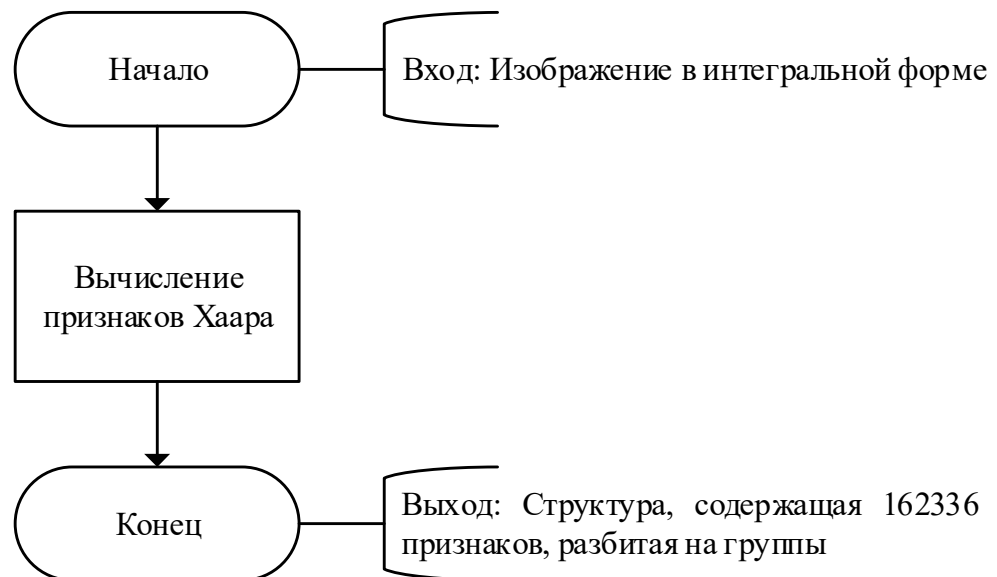 Начало
Вход: Изображение в интегральной форме
Вычисление
признаков Хаара
Конец
Выход: Структура, содержащая 162336
признаков, разбитая на группы